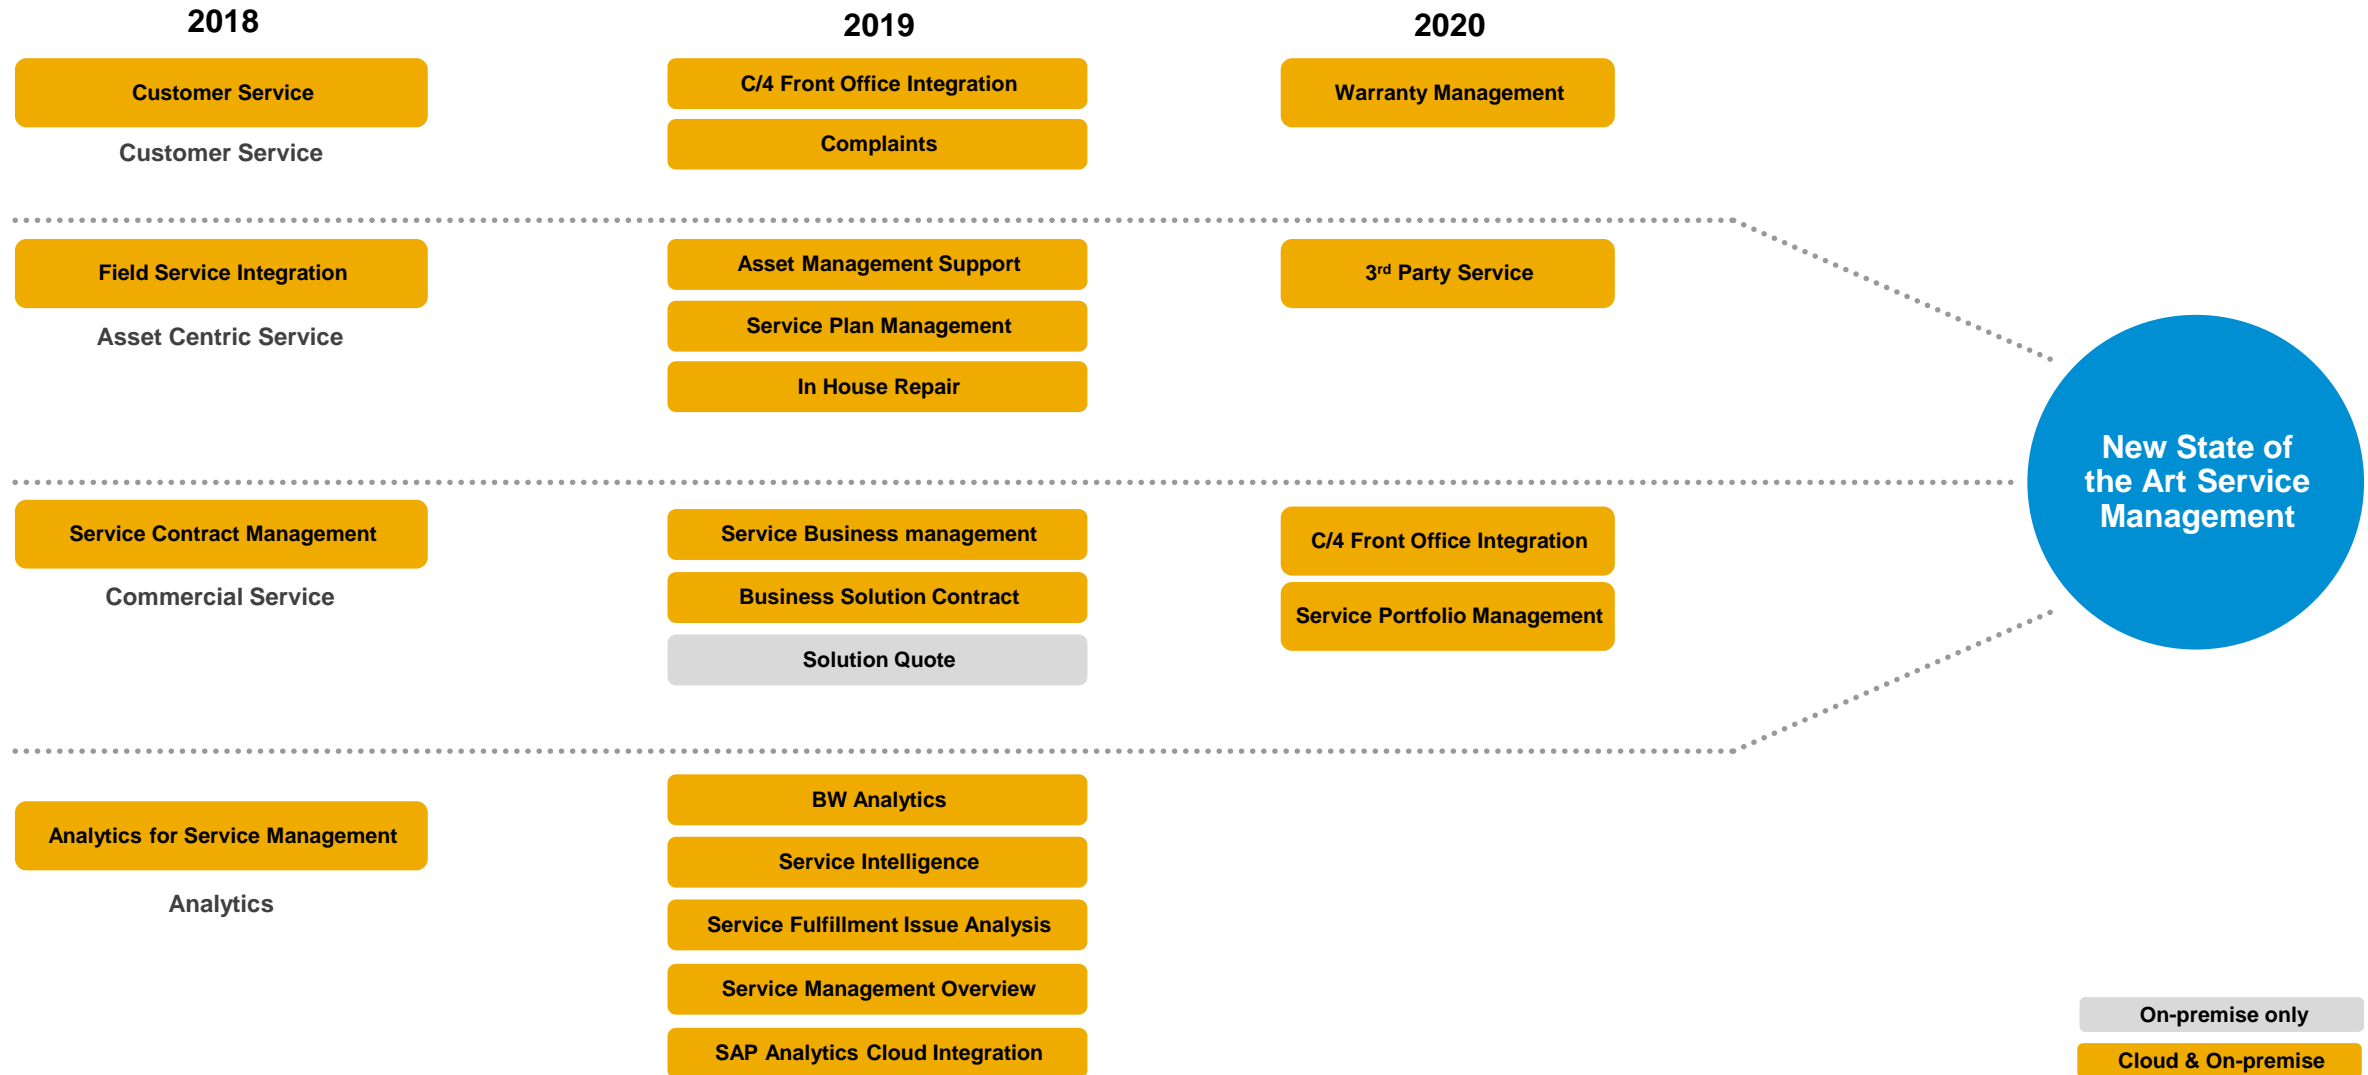 2018
2019
2020
Customer Service
Customer Service
C/4 Front Office Integration
Complaints
Warranty Management
Field Service Integration
Asset Centric Service
Asset Management Support
Service Plan Management
In House Repair
3rd Party Service
Service Contract Management
Commercial Service
Service Business management
Business Solution Contract
Solution Quote
C/4 Front Office Integration
Service Portfolio Management
New State of
the Art Service
Management
Analytics for Service Management
Analytics
BW Analytics
Service Intelligence
Service Fulfillment Issue Analysis
Service Management Overview
SAP Analytics Cloud Integration
On-premise only
Cloud & On-premise